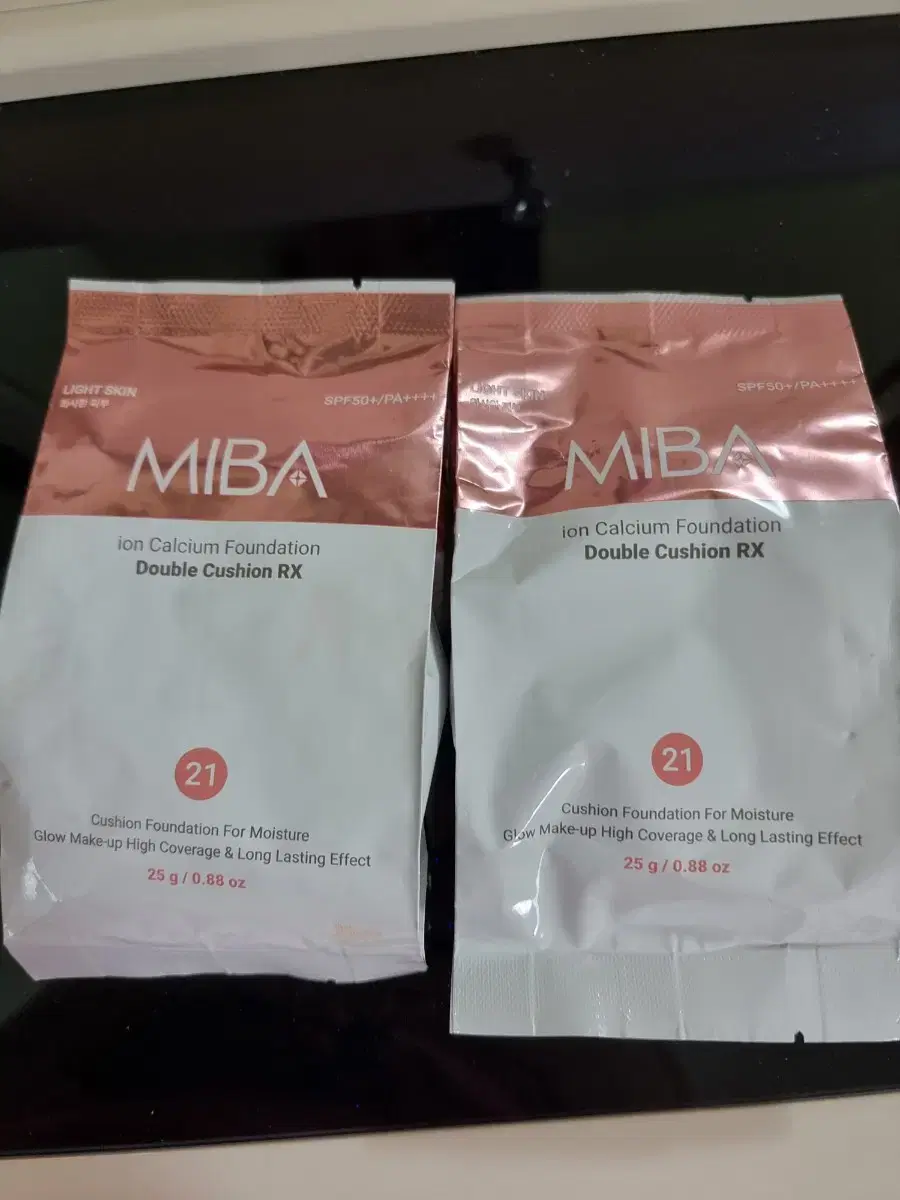 LIGHT SKIN
화사한 피부
SPF50+/PA++++
MIBA
ion Calcium Foundation
Double Cushion RX
21
Cushion Foundation For Moisture
Glow Make-up High Coverage & Long Lasting Effect
25 g / 0.88 oz
LIGHT SKIN
SPF50+/PA++++
MIBA
ion Calcium Foundation
Double Cushion RX
21
Cushion Foundation For Moisture
Glow Make-up High Coverage & Long Lasting Effect
25 g / 0.88 oz